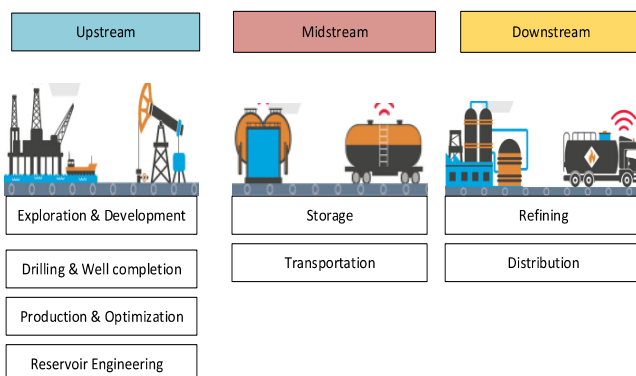 Upstream
Midstream
Downstream
Exploration & Development
Storage
Refining
Drilling & Well completion
Transportation
Distribution
Production & Optimization
Reservoir Engineering